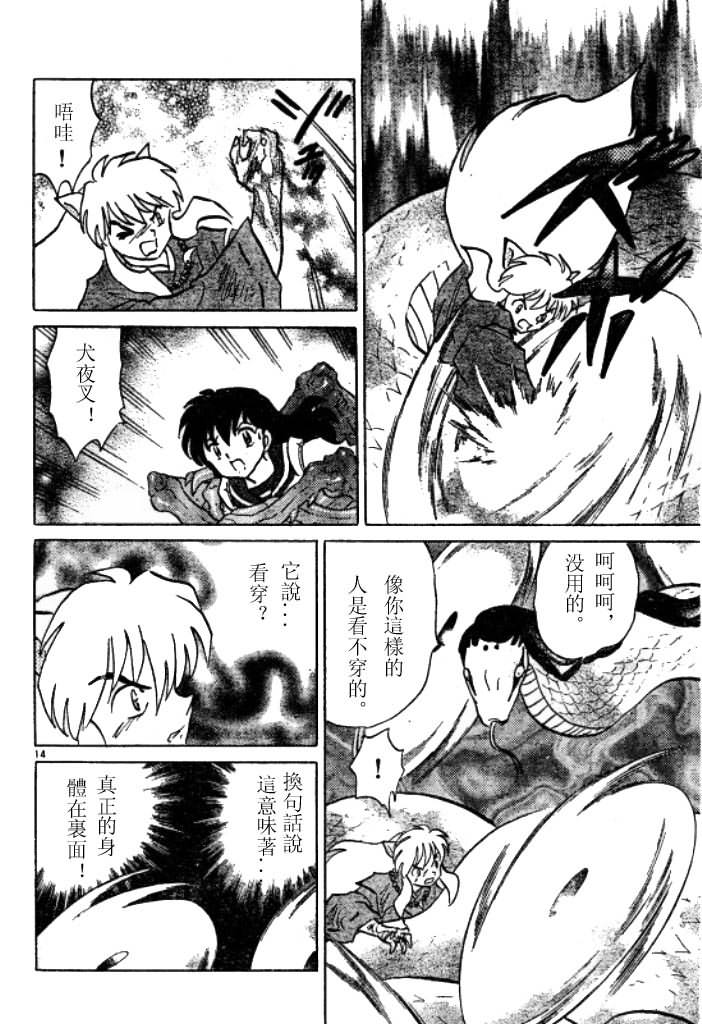 唔哇！
犬夜叉！
呵呵呵，
没用的。
像你這樣的
人是看不穿的。
！
它說...
看穿？
14
換句話說
這意味著...
真正的身
體在裏面！